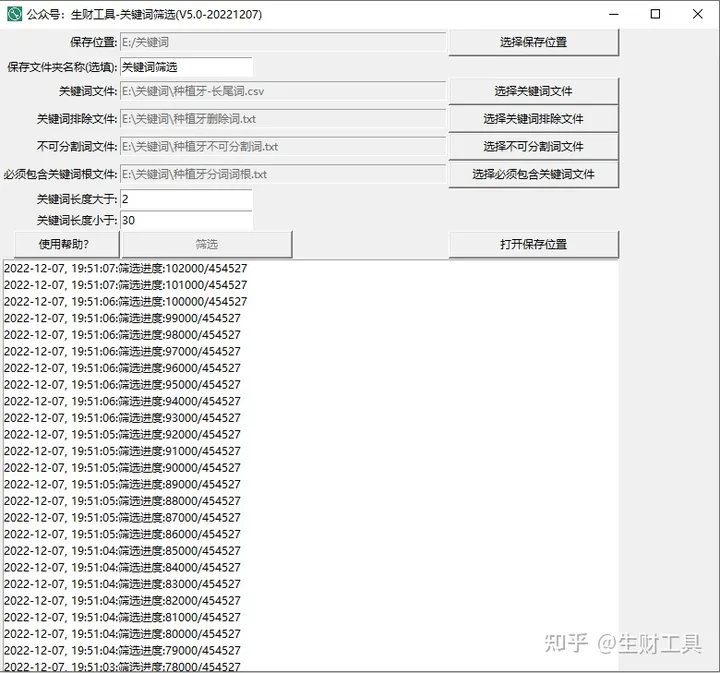 公众号：生财工具-关键词筛选(V5.0-20221207)
保存位置: E:/关键词 选择保存位置
保存文件夹名称(选填): 关键词筛选
关键词文件: E:\关键词\种植牙-长尾词.csv 选择关键词文件
关键词排除文件: E:\关键词\种植牙删除词.txt 选择关键词排除文件
不可分割词文件: E:\关键词\种植牙不可分割词.txt 选择不可分割词文件
必须包含关键词根文件: E:\关键词\种植牙分词词根.txt 选择必须包含关键词文件
关键词长度大于: 2
关键词长度小于: 30
使用帮助? 筛选 打开保存位置
2022-12-07, 19:51:07:筛选进度:102000/454527
2022-12-07, 19:51:07:筛选进度:101000/454527
2022-12-07, 19:51:06:筛选进度:100000/454527
2022-12-07, 19:51:06:筛选进度:99000/454527
2022-12-07, 19:51:06:筛选进度:98000/454527
2022-12-07, 19:51:06:筛选进度:97000/454527
2022-12-07, 19:51:06:筛选进度:96000/454527
2022-12-07, 19:51:06:筛选进度:95000/454527
2022-12-07, 19:51:06:筛选进度:94000/454527
2022-12-07, 19:51:06:筛选进度:93000/454527
2022-12-07, 19:51:05:筛选进度:92000/454527
2022-12-07, 19:51:05:筛选进度:91000/454527
2022-12-07, 19:51:05:筛选进度:90000/454527
2022-12-07, 19:51:05:筛选进度:89000/454527
2022-12-07, 19:51:05:筛选进度:88000/454527
2022-12-07, 19:51:05:筛选进度:87000/454527
2022-12-07, 19:51:05:筛选进度:86000/454527
2022-12-07, 19:51:04:筛选进度:85000/454527
2022-12-07, 19:51:04:筛选进度:84000/454527
2022-12-07, 19:51:04:筛选进度:83000/454527
2022-12-07, 19:51:04:筛选进度:82000/454527
2022-12-07, 19:51:04:筛选进度:81000/454527
2022-12-07, 19:51:04:筛选进度:80000/454527
2022-12-07, 19:51:04:筛选进度:79000/454527
2022-12-07, 19:51:03:筛选进度:78000/454527
知乎 @生财工具